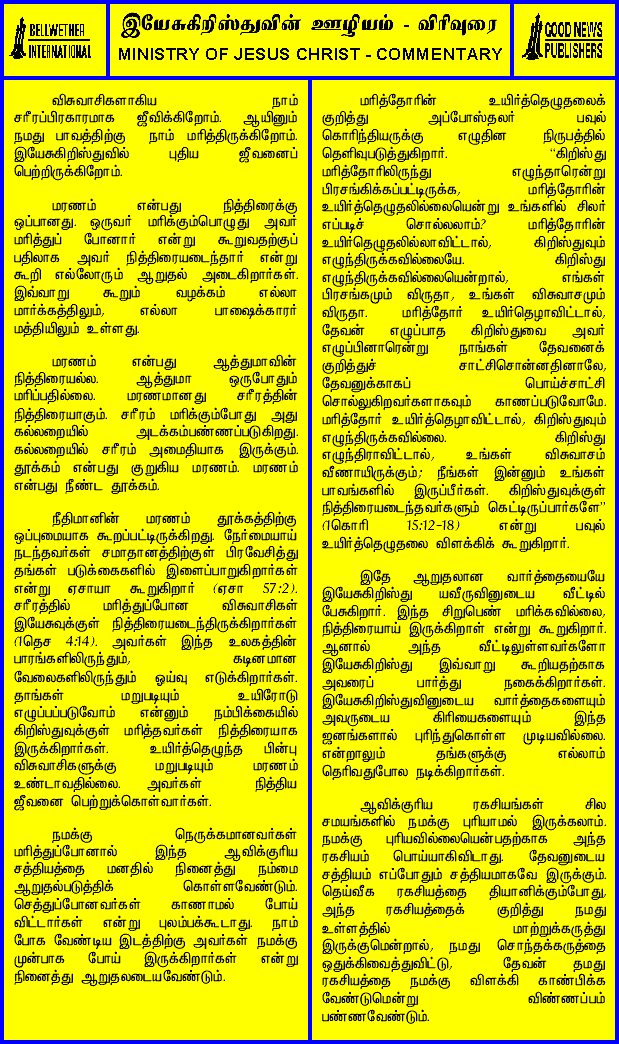 BELLWETHER
INTERNATIONAL
இயேசுகிறிஸ்துவின் ஊழியம் - விரிவுரை
MINISTRY OF JESUS CHRIST - COMMENTARY
GOOD NEWS
PUBLISHERS
விசுவாசிகளாகிய நாம்
சரீரப்பிரகாரமாக ஜீவிக்கிறோம். ஆயினும்
நமது பாவத்திற்கு நாம் மரித்திருக்கிறோம்.
இயேசுகிறிஸ்துவில் புதிய ஜீவனைப்
பெற்றிருக்கிறோம்.
மரணம் என்பது நித்திரைக்கு
ஒப்பானது. ஒருவர் மரிக்கும்பொழுது அவர்
மரித்துப் போனார் என்று கூறுவதற்குப்
பதிலாக அவர் நித்திரையடைந்தார் என்று
கூறி எல்லோரும் ஆறுதல் அடைகிறார்கள்.
இவ்வாறு கூறும் வழக்கம் எல்லா
மார்க்கத்திலும், எல்லா பாஷைக்காரர்
மத்தியிலும் உள்ளது.
மரணம் என்பது ஆத்துமாவின்
நித்திரையல்ல. ஆத்துமா ஒருபோதும்
மரிப்பதில்லை. மரணமானது சரீரத்தின்
நித்திரையாகும். சரீரம் மரிக்கும்போது அது
கல்லறையில் அடக்கம்பண்ணப்படுகிறது.
கல்லறையில் சரீரம் அமைதியாக இருக்கும்.
தூக்கம் என்பது குறுகிய மரணம். மரணம்
என்பது நீண்ட தூக்கம்.
நீதிமானின் மரணம் தூக்கத்திற்கு
ஒப்புமையாக கூறப்பட்டிருக்கிறது. நேர்மையாய்
நடந்தவர்கள் சமாதானத்திற்குள் பிரவேசித்து
தங்கள் படுக்கைகளில் இளைப்பாறுகிறார்கள்
என்று ஏசாயா கூறுகிறார் (ஏசா 57:2).
சரீரத்தில் மரித்துப்போன விசுவாசிகள்
இயேசுவுக்குள் நித்திரையடைந்திருக்கிறார்கள்
(1தெச 4:14). அவர்கள் இந்த உலகத்தின்
பாரங்களிலிருந்தும், கடினமான
வேலைகளிலிருந்தும் ஓய்வு எடுக்கிறார்கள்.
தாங்கள் மறுபடியும் உயிரோடு
எழுப்பப்படுவோம் என்னும் நம்பிக்கையில்
கிறிஸ்துவுக்குள் மரித்தவர்கள் நித்திரையாக
இருக்கிறார்கள். உயிர்த்தெழுந்த பின்பு
விசுவாசிகளுக்கு மறுபடியும் மரணம்
உண்டாவதில்லை. அவர்கள் நித்திய
ஜீவனை பெற்றுக்கொள்வார்கள்.
நமக்கு நெருக்கமானவர்கள்
மரித்துப்போனால் இந்த ஆவிக்குரிய
சத்தியத்தை மனதில் நினைத்து நம்மை
ஆறுதல்படுத்திக் கொள்ளவேண்டும்.
செத்துப்போனவர்கள் காணாமல் போய்
விட்டார்கள் என்று புலம்பக்கூடாது. நாம்
போக வேண்டிய இடத்திற்கு அவர்கள் நமக்கு
முன்பாக போய் இருக்கிறார்கள் என்று
நினைத்து ஆறுதலடையவேண்டும்.
மரித்தோரின் உயிர்த்தெழுதலைக்
குறித்து அப்போஸ்தலர் பவுல்
கொரிந்தியருக்கு எழுதின நிருபத்தில்
தெளிவுபடுத்துகிறார். "கிறிஸ்து
மரித்தோரிலிருந்து எழுந்தாரென்று
பிரசங்கிக்கப்பட்டிருக்க, மரித்தோரின்
உயிர்த்தெழுதலில்லையென்று உங்களில் சிலர்
எப்படிச் சொல்லலாம்? மரித்தோரின்
உயிர்த்தெழுதலில்லாவிட்டால், கிறிஸ்துவும்
எழுந்திருக்கவில்லையே. கிறிஸ்து
எழுந்திருக்கவில்லையென்றால், எங்கள்
பிரசங்கமும் விருதா, உங்கள் விசுவாசமும்
விருதா. மரித்தோர் உயிர்த்தெழாவிட்டால்,
தேவன் எழுப்பாத கிறிஸ்துவை அவர்
எழுப்பினாரென்று நாங்கள் தேவனைக்
குறித்துச் சாட்சிசொன்னதினாலே,
தேவனுக்காகப் பொய்ச்சாட்சி
சொல்லுகிறவர்களாகவும் காணப்படுவோமே.
மரித்தோர் உயிர்த்தெழாவிட்டால், கிறிஸ்துவும்
எழுந்திருக்கவில்லை. கிறிஸ்து
எழுந்திராவிட்டால், உங்கள் விசுவாசம்
வீணாயிருக்கும்; நீங்கள் இன்னும் உங்கள்
பாவங்களில் இருப்பீர்கள். கிறிஸ்துவுக்குள்
நித்திரையடைந்தவர்களும் கெட்டிருப்பார்களே"
(1கொரி 15:12-18) என்று பவுல்
உயிர்த்தெழுதலை விளக்கிக் கூறுகிறார்.
இதே ஆறுதலான வார்த்தையையே
இயேசுகிறிஸ்து யவீருவினுடைய வீட்டில்
பேசுகிறார். இந்த சிறுபெண் மரிக்கவில்லை,
நித்திரையாய் இருக்கிறாள் என்று கூறுகிறார்.
ஆனால் அந்த வீட்டிலுள்ளவர்களோ
இயேசுகிறிஸ்து இவ்வாறு கூறியதற்காக
அவரைப் பார்த்து நகைக்கிறார்கள்.
இயேசுகிறிஸ்துவினுடைய வார்த்தைகளையும்
அவருடைய கிரியைகளையும் இந்த
ஜனங்களால் புரிந்துகொள்ள முடியவில்லை.
என்றாலும் தங்களுக்கு எல்லாம்
தெரிவதுபோல நடிக்கிறார்கள்.
ஆவிக்குரிய ரகசியங்கள் சில
சமயங்களில் நமக்கு புரியாமல் இருக்கலாம்.
நமக்கு புரியவில்லையென்பதற்காக அந்த
ரகசியம் பொய்யாகிவிடாது. தேவனுடைய
சத்தியம் எப்போதும் சத்தியமாகவே இருக்கும்.
தெய்வீக ரகசியத்தை தியானிக்கும்போது,
அந்த ரகசியத்தைக் குறித்து நமது
உள்ளத்தில் மாற்றுக்கருத்து
இருக்குமென்றால், நமது சொந்தக்கருத்தை
ஒதுக்கிவைத்துவிட்டு, தேவன் தமது
ரகசியத்தை நமக்கு விளக்கி காண்பிக்க
வேண்டுமென்று விண்ணப்பம்
பண்ணவேண்டும்.